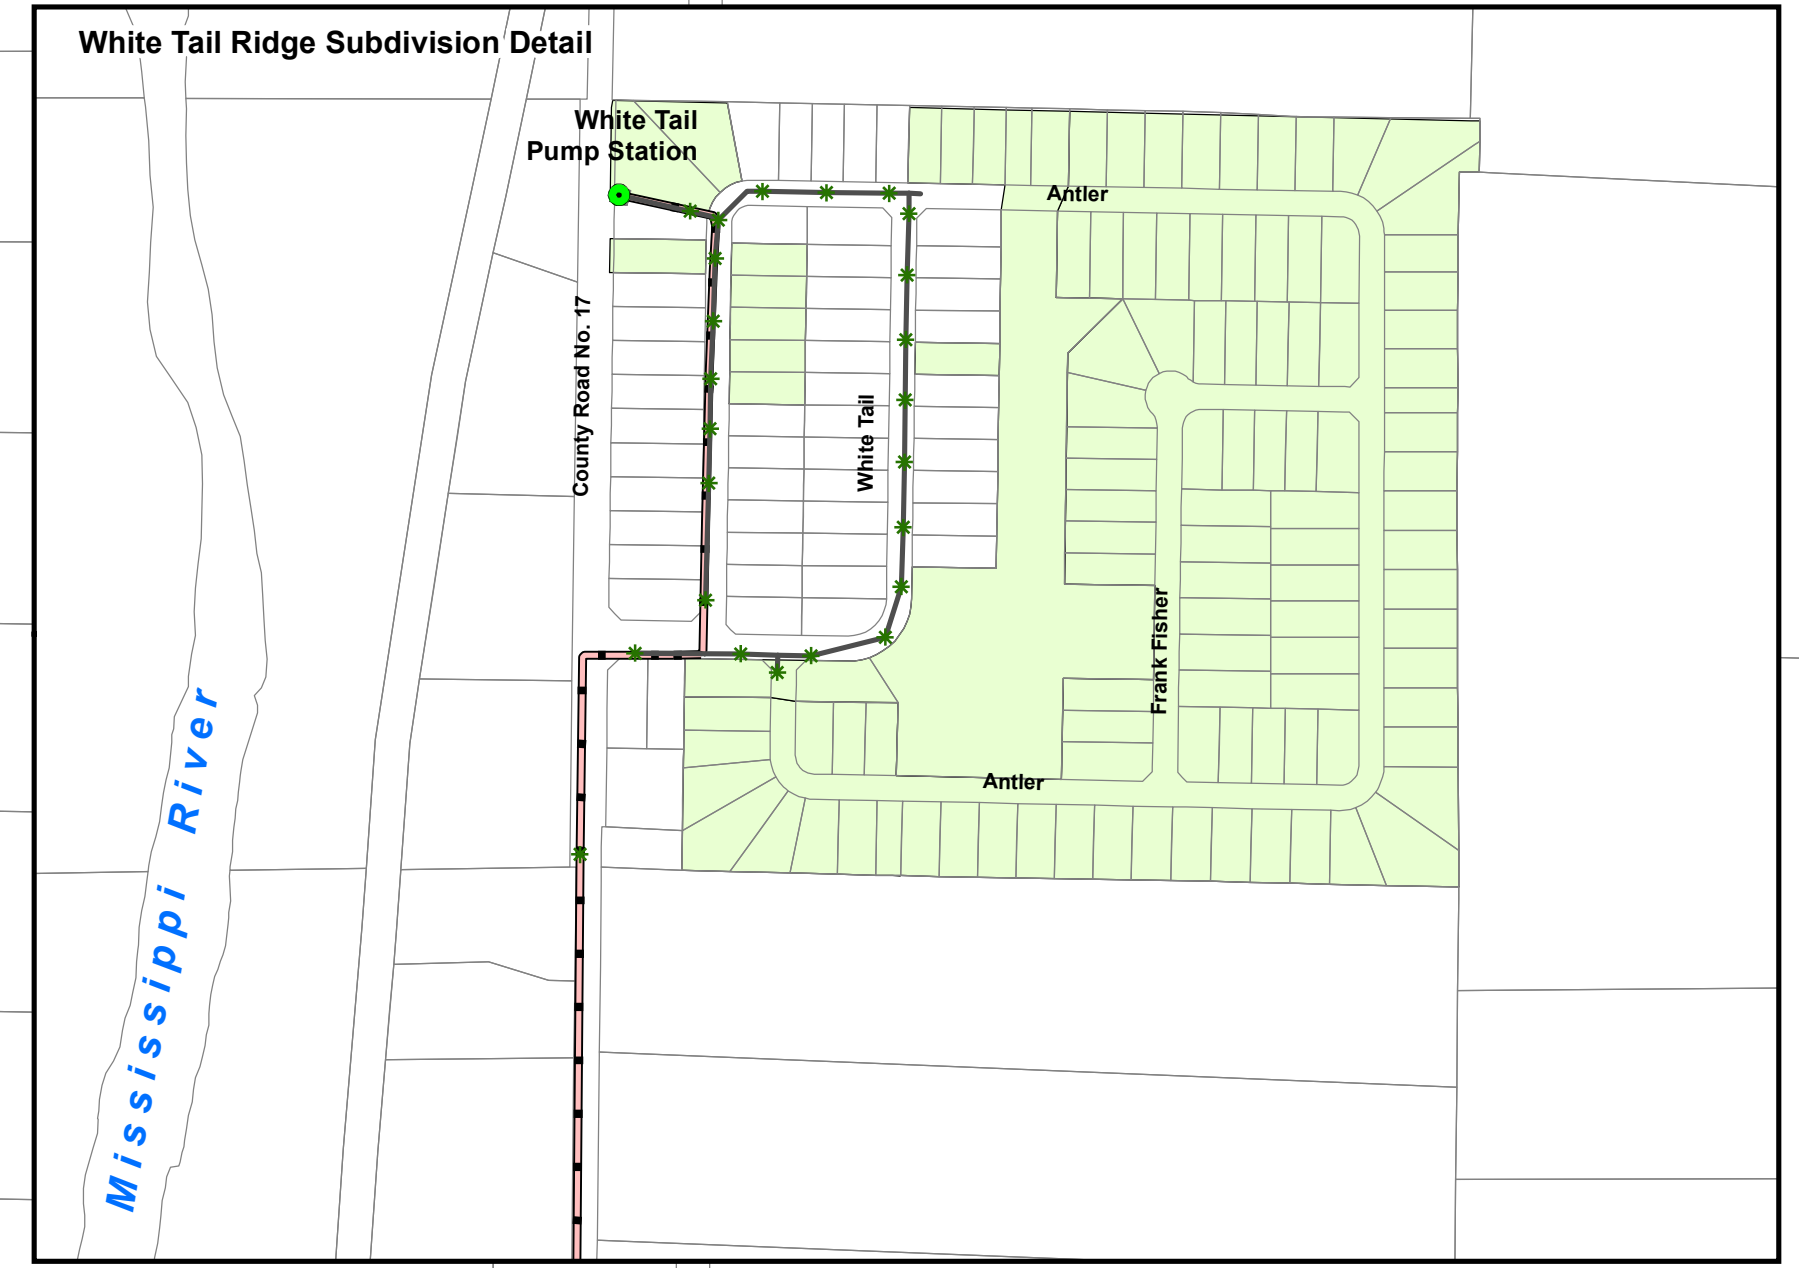 White Tail Ridge Subdivision Detail
White Tail
Pump Station
Antler
County Road No. 17
White Tail
Frank Fisher
Antler
Mississippi River